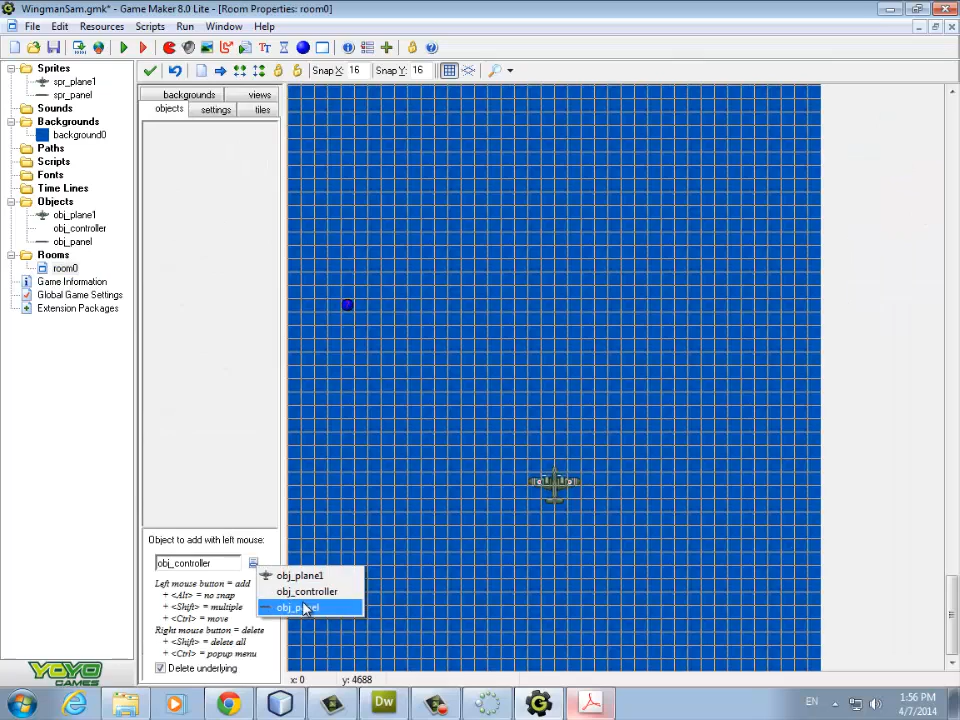 WingmanSam.gmk* - Game Maker 8.0 Lite - [Room Properties: room0]
File Edit Resources Scripts Run Window Help
Snap X: 16 Snap Y: 16
Sprites
spr_plane1
spr_panel
Sounds
Backgrounds
background0
Paths
Scripts
Fonts
Time Lines
Objects
obj_plane1
obj_controller
obj_panel
Rooms
room0
Game Information
Global Game Settings
Extension Packages
backgrounds views
objects settings tiles
Object to add with left mouse:
obj_controller
obj_plane1
obj_controller
obj_panel
Left mouse button = add
+ <Alt> = no snap
+ <Shift> = multiple
+ <Ctrl> = move
Right mouse button = delete
+ <Shift> = delete all
+ <Ctrl> = popup menu
Delete underlying
x: 0 y: 4688
YOYO
GAMES
Dw
EN
1:56 PM
4/7/2014